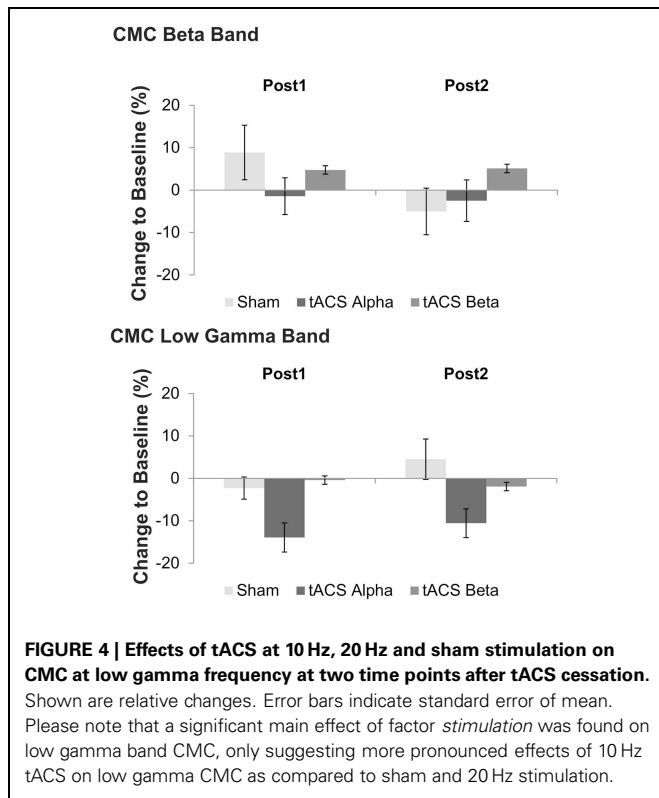 CMC Beta Band
Post1 Post2
Change to Baseline (%)
20
10
0
-10
-20
Sham tACS Alpha tACS Beta
CMC Low Gamma Band
Post1 Post2
Change to Baseline (%)
20
10
0
-10
-20
Sham tACS Alpha tACS Beta
FIGURE 4 | Effects of tACS at 10 Hz, 20 Hz and sham stimulation on
CMC at low gamma frequency at two time points after tACS cessation.
Shown are relative changes. Error bars indicate standard error of mean.
Please note that a significant main effect of factor stimulation was found on
low gamma band CMC, only suggesting more pronounced effects of 10 Hz
tACS on low gamma CMC as compared to sham and 20 Hz stimulation.